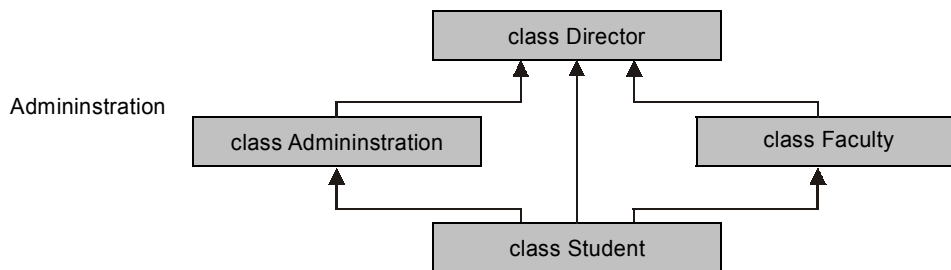 class Director
Admininstration
class Admininstration
class Faculty
class Student